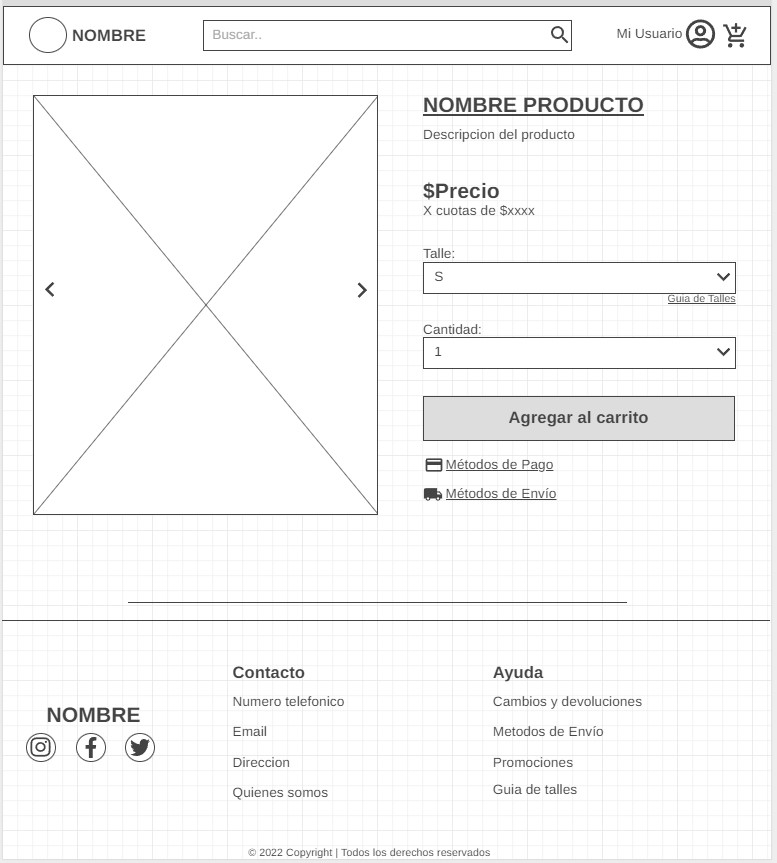 NOMBRE
Buscar..
Mi Usuario
NOMBRE PRODUCTO
Descripcion del producto
$Precio
X cuotas de $xxxx
Talle:
S
Guia de Talles
Cantidad:
1
Agregar al carrito
Métodos de Pago
Métodos de Envío
NOMBRE
Contacto
Numero telefonico
Email
Direccion
Quienes somos
Ayuda
Cambios y devoluciones
Metodos de Envío
Promociones
Guia de talles
© 2022 Copyright | Todos los derechos reservados